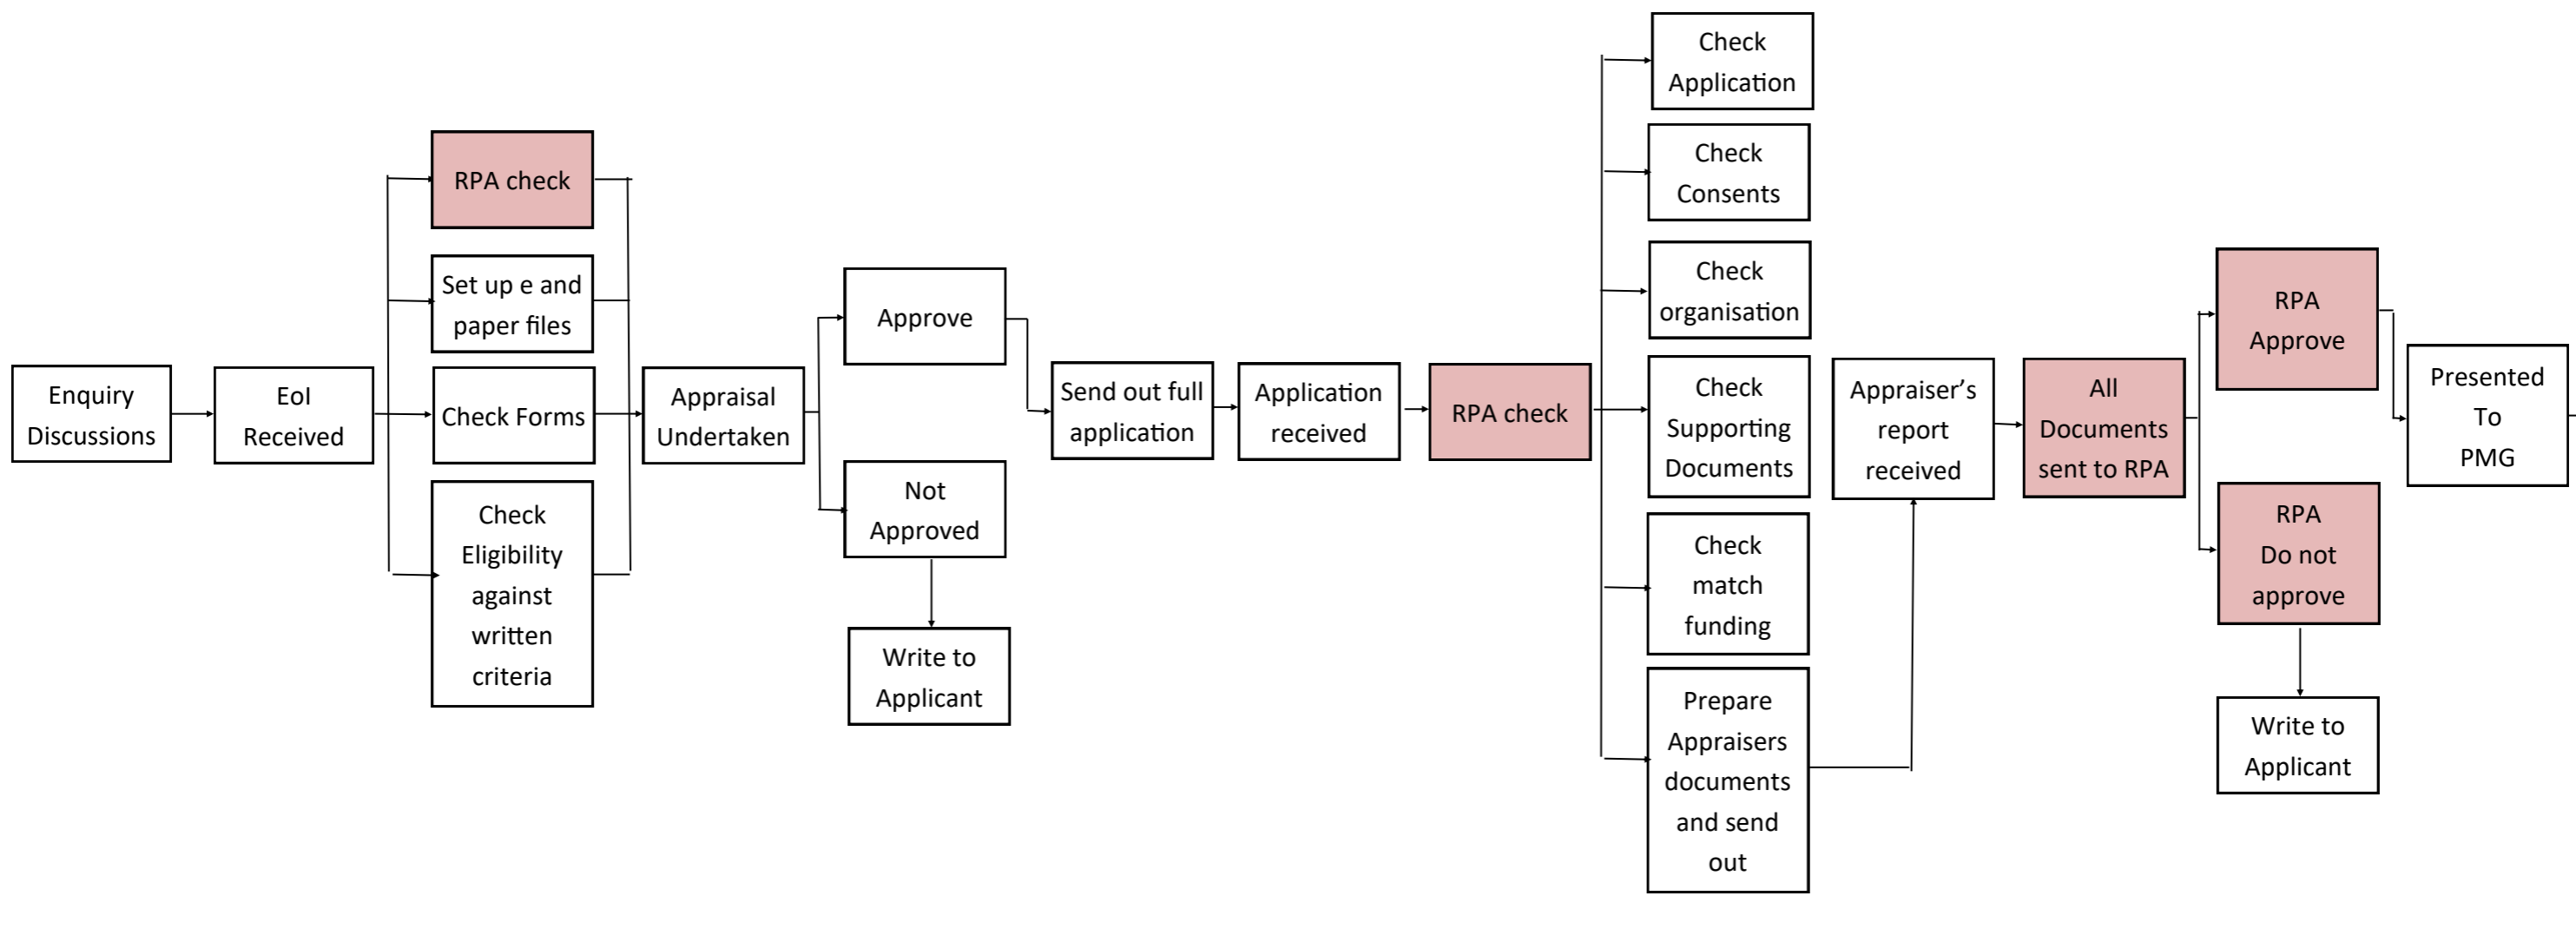 Enquiry
Discussions
EoI
Received
RPA check
Set up e and
paper files
Check Forms
Check
Eligibility
against
written
criteria
Appraisal
Undertaken
Approve
Not
Approved
Write to
Applicant
Send out full
application
Application
received
RPA check
Check
Application
Check
Consents
Check
organisation
Check
Supporting
Documents
Check
match
funding
Prepare
Appraisers
documents
and send
out
Appraiser’s
report
received
All
Documents
sent to RPA
RPA
Approve
RPA
Do not
approve
Write to
Applicant
Presented
To
PMG